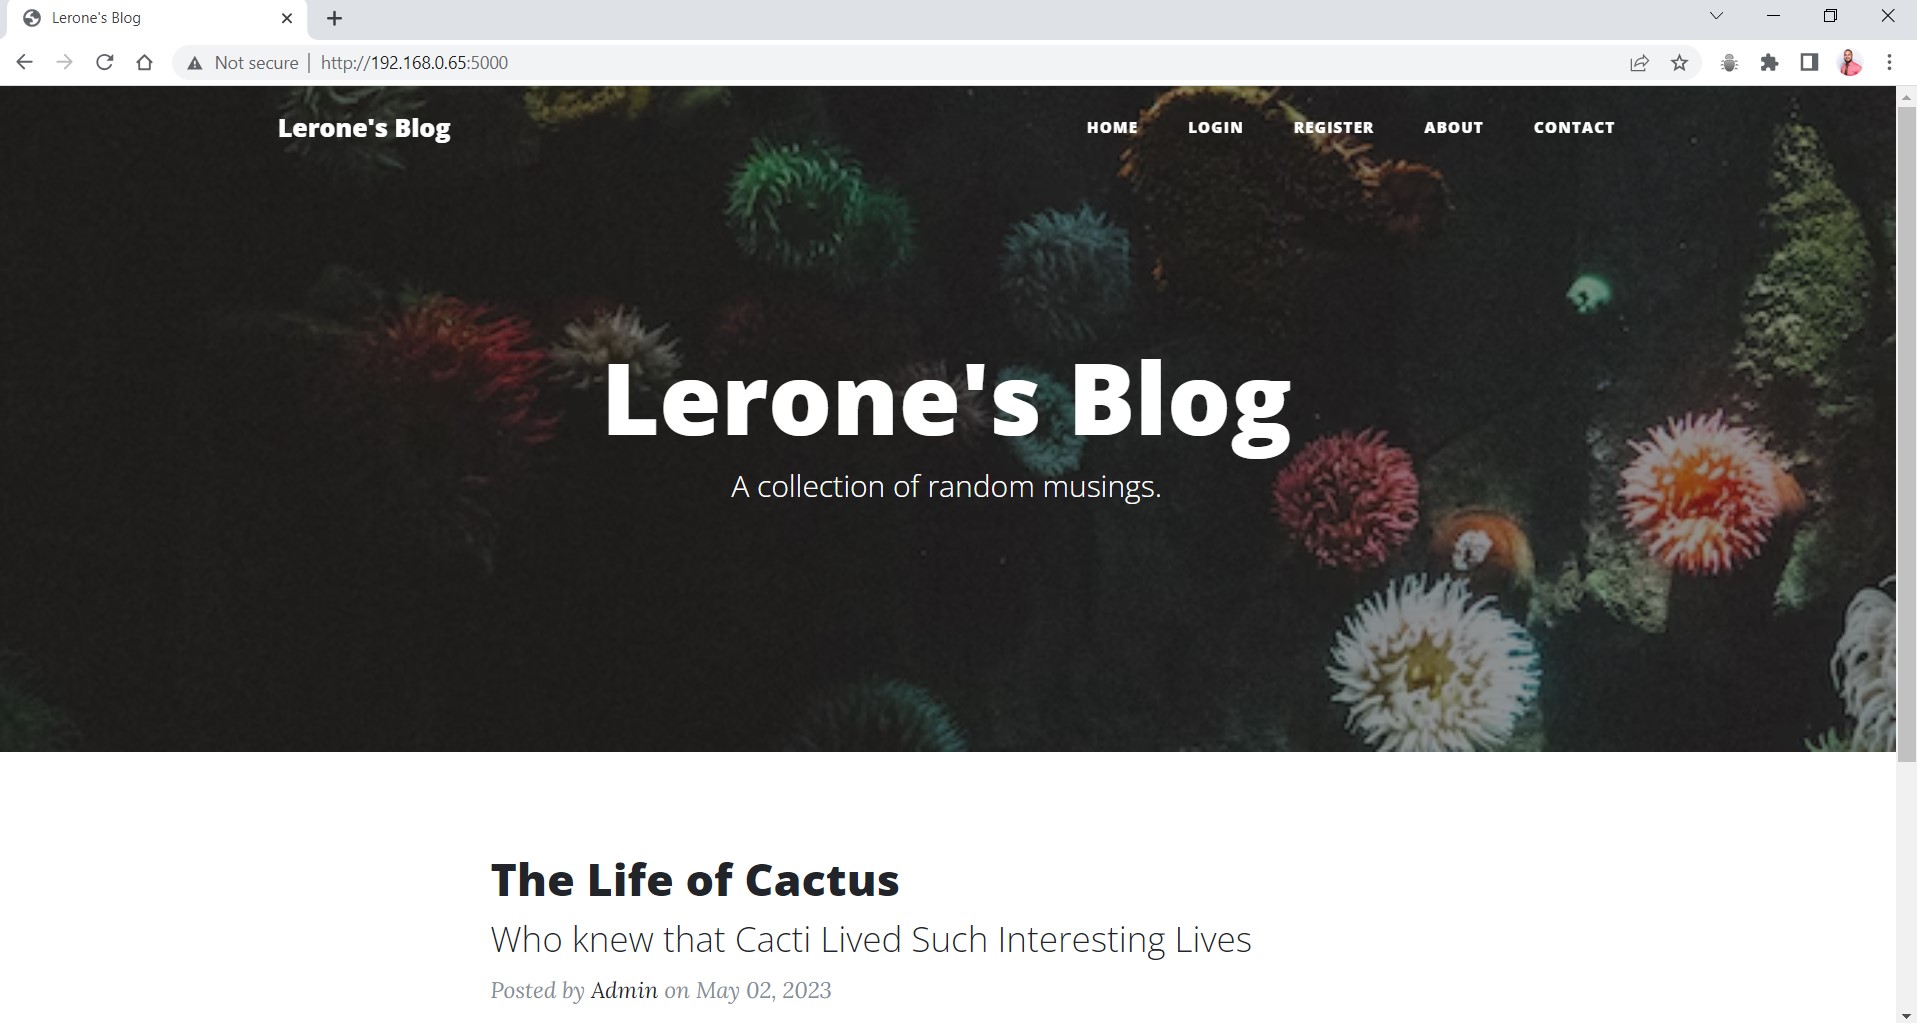 Lerone's Blog
Not secure | http://192.168.0.65:5000
Lerone's Blog
HOME LOGIN REGISTER ABOUT CONTACT
Lerone's Blog
A collection of random musings.
The Life of Cactus
Who knew that Cacti Lived Such Interesting Lives
Posted by Admin on May 02, 2023